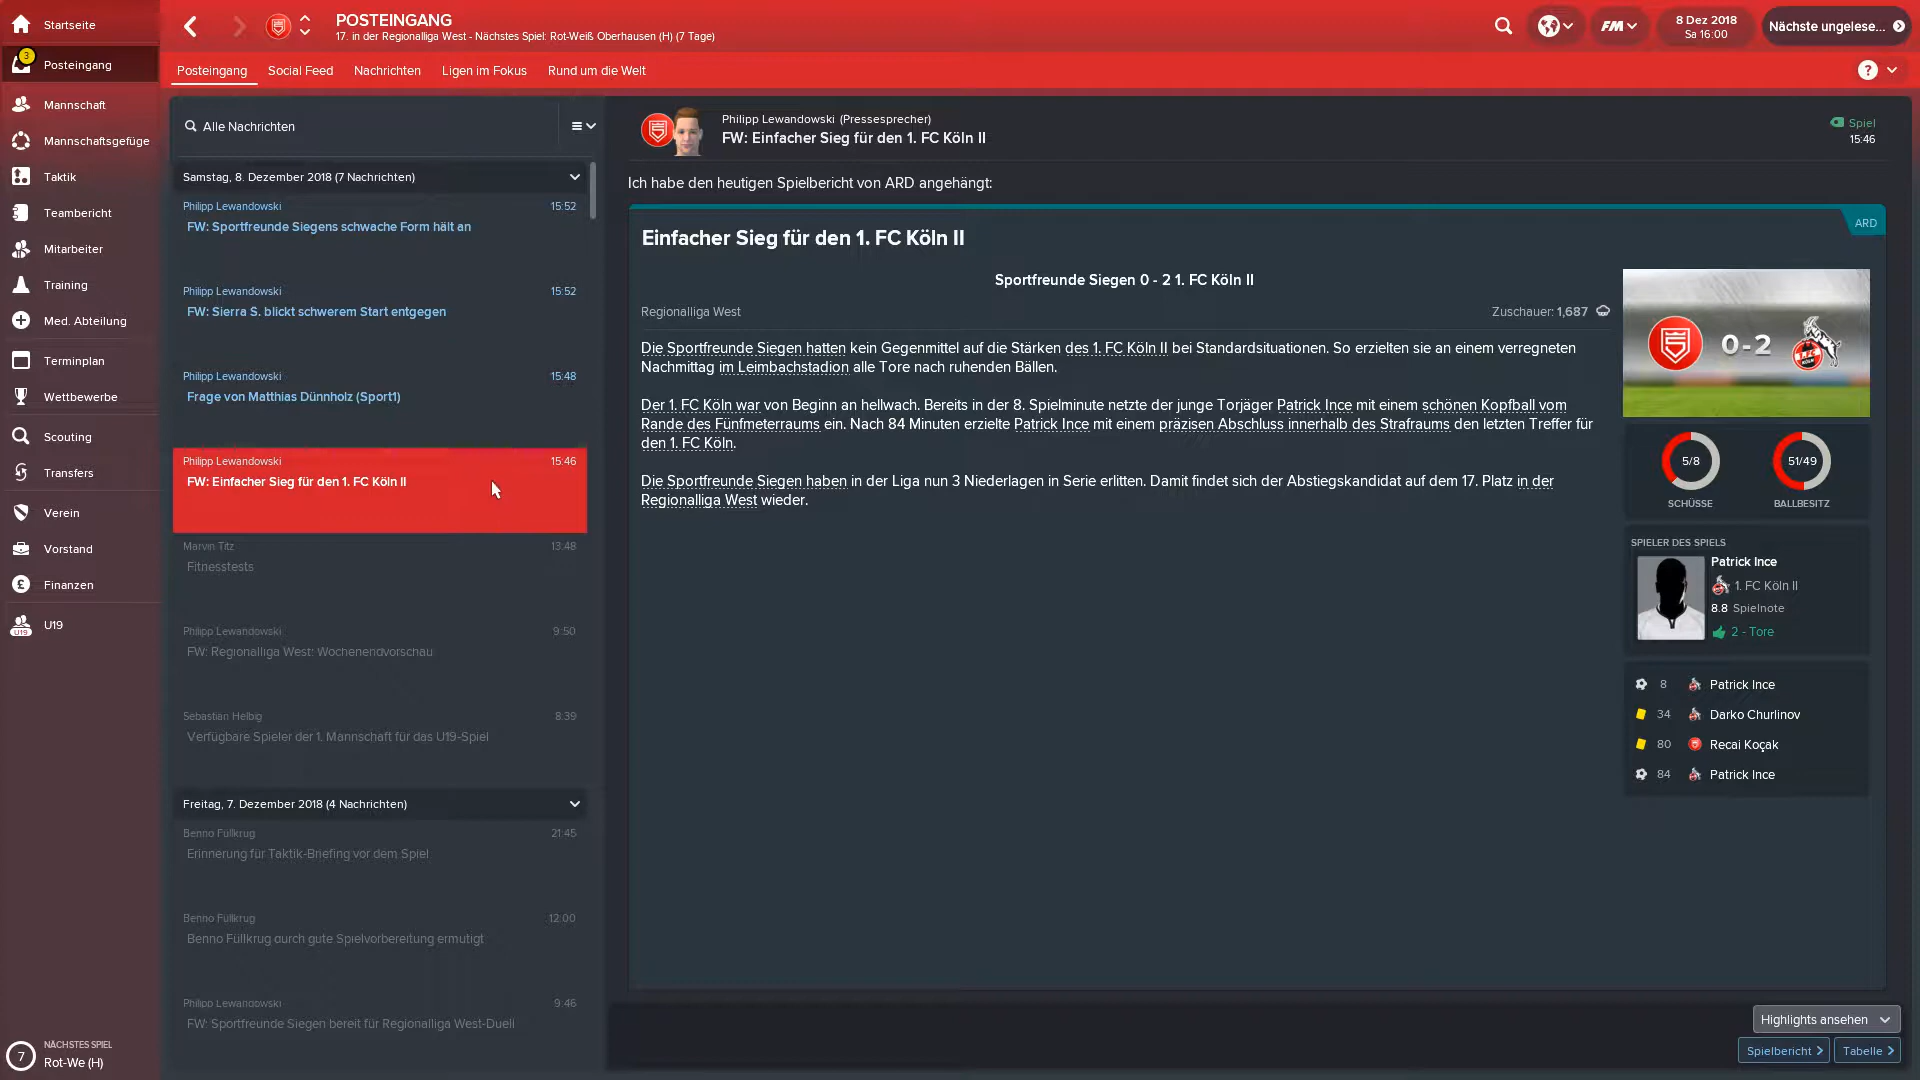 Startseite
3
Posteingang
Mannschaft
Mannschaftsgefüge
Taktik
Teambericht
Mitarbeiter
Training
Med. Abteilung
Terminplan
Wettbewerbe
Scouting
Transfers
Verein
Vorstand
Finanzen
U19
U19
NÄCHSTES SPIEL
7
Rot-We (H)
POSTEINGANG
17. in der Regionalliga West - Nächstes Spiel: Rot-Weiß Oberhausen (H) (7 Tage)
FM
8 Dez 2018
Sa 16:00
Nächste ungelese...
Posteingang
Social Feed
Nachrichten
Ligen im Fokus
Rund um die Welt
?
Alle Nachrichten
Samstag, 8. Dezember 2018 (7 Nachrichten)
Philipp Lewandowski 15:52
FW: Sportfreunde Siegens schwache Form hält an
Philipp Lewandowski 15:52
FW: Sierra S. blickt schwerem Start entgegen
Philipp Lewandowski 15:48
Frage von Matthias Dünnholz (Sport1)
Philipp Lewandowski 15:46
FW: Einfacher Sieg für den 1. FC Köln II
Marvin Titz 13:48
Fitnesstests
Philipp Lewandowski 9:50
FW: Regionalliga West: Wochenendvorschau
Sebastian Helbig 8:39
Verfügbare Spieler der 1. Mannschaft für das U19-Spiel
Freitag, 7. Dezember 2018 (4 Nachrichten)
Benno Füllkrug 21:45
Erinnerung für Taktik-Briefing vor dem Spiel
Benno Füllkrug 12:00
Benno Füllkrug durch gute Spielvorbereitung ermutigt
Philipp Lewandowski 9:46
FW: Sportfreunde Siegen bereit für Regionalliga West-Duell
Philipp Lewandowski (Pressesprecher)
FW: Einfacher Sieg für den 1. FC Köln II
Spiel
15:46
Ich habe den heutigen Spielbericht von ARD angehängt:
ARD
Einfacher Sieg für den 1. FC Köln II
Sportfreunde Siegen 0 - 2 1. FC Köln II
Regionalliga West
Zuschauer: 1,687
Die Sportfreunde Siegen hatten kein Gegenmittel auf die Stärken des 1. FC Köln II bei Standardsituationen. So erzielten sie an einem verregneten
Nachmittag im Leimbachstadion alle Tore nach ruhenden Bällen.
Der 1. FC Köln war von Beginn an hellwach. Bereits in der 8. Spielminute netzte der junge Torjäger Patrick Ince mit einem schönen Kopfball vom
Rande des Fünfmeterraums ein. Nach 84 Minuten erzielte Patrick Ince mit einem präzisen Abschluss innerhalb des Strafraums den letzten Treffer für
den 1. FC Köln.
Die Sportfreunde Siegen haben in der Liga nun 3 Niederlagen in Serie erlitten. Damit findet sich der Abstiegskandidat auf dem 17. Platz in der
Regionalliga West wieder.
0 - 2
5/8
51/49
SCHÜSSE
BALLBESITZ
SPIELER DES SPIELS
Patrick Ince
1. FC Köln II
8.8 Spielnote
2 - Tore
8 Patrick Ince
34 Darko Churlinov
80 Recai Koçak
84 Patrick Ince
Highlights ansehen
Spielbericht
Tabelle